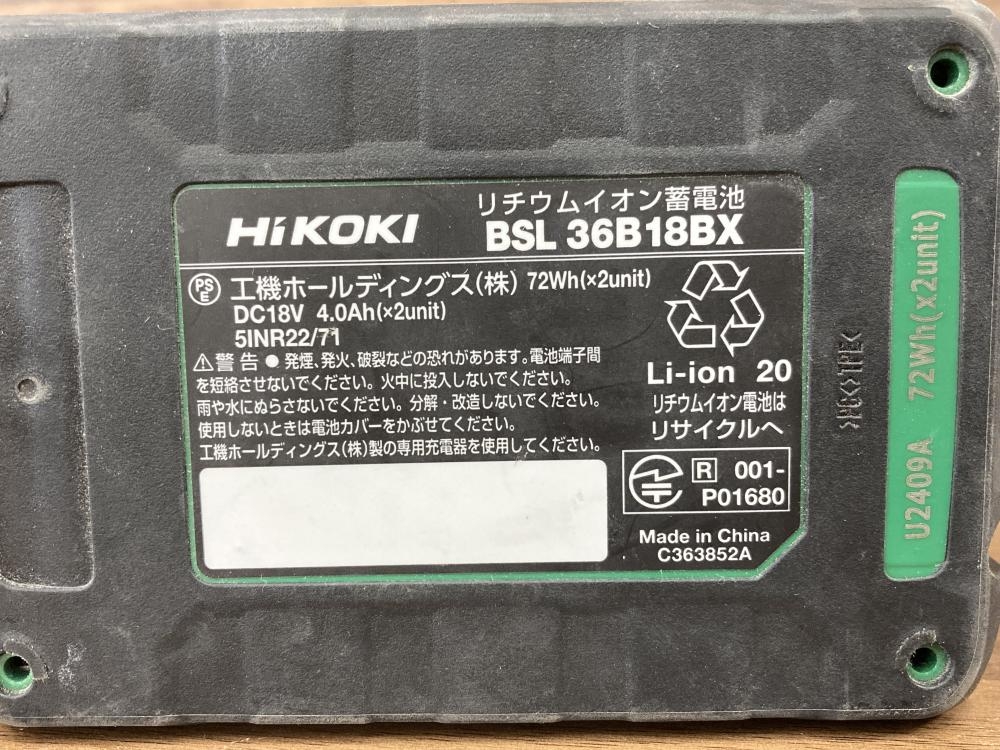 HiKOKI
リチウムイオン蓄電池
BSL 36B18BX
PSE 工機ホールディングス(株) 72Wh(×2unit)
DC18V 4.0Ah(×2unit)
5INR22/71
⚠警告 ● 発煙、発火、破裂などの恐れがあります。電池端子間
を短絡させないでください。火中に投入しないでください。
雨や水にぬらさないでください。分解・改造しないでください。
使用しないときは電池カバーをかぶせてください。
工機ホールディングス(株)製の専用充電器を使用してください。
Li-ion 20
リチウムイオン電池は
リサイクルへ
R 001-
P01680
Made in China
C363852A
U2409A 72Wh(×2unit)